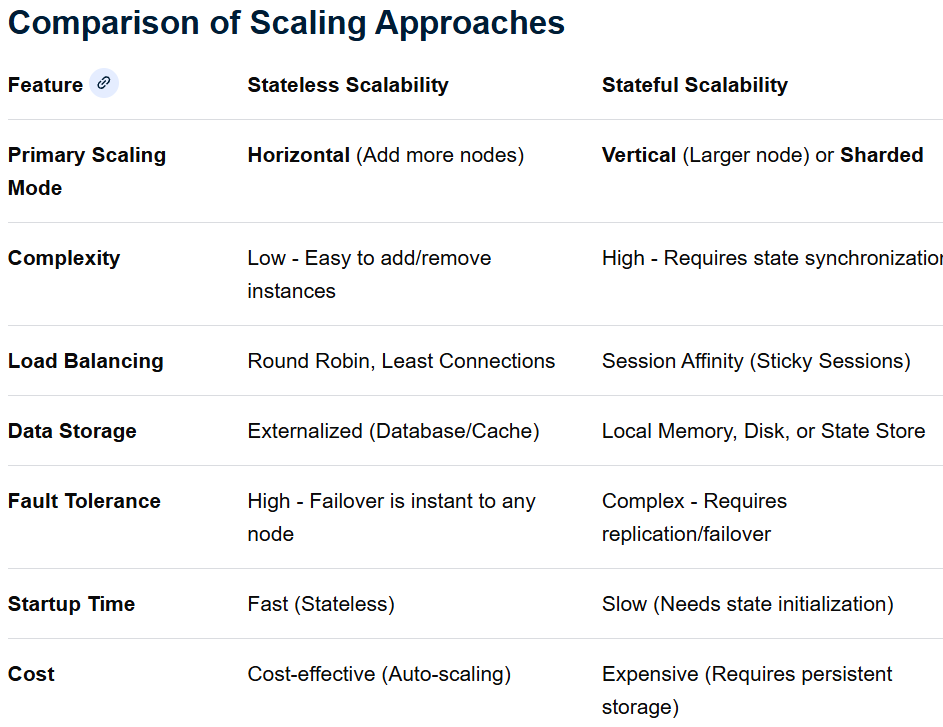 Comparison of Scaling Approaches
Feature Stateless Scalability Stateful Scalability
Primary Scaling Horizontal (Add more nodes) Vertical (Larger node) or Sharded
Mode
Complexity Low - Easy to add/remove High - Requires state
instances
Load Balancing Round Robin, Least Connections Session Affinity (Sticky Sessions)
Data Storage Externalized (Database/Cache) Local Memory, Disk, or State Store
Fault Tolerance High - Failover is instant to any Complex - Requires
node replication/failover
Startup Time Fast (Stateless) Slow (Needs state initialization)
Cost Cost-effective (Auto-scaling) Expensive (Requires persistent
storage)